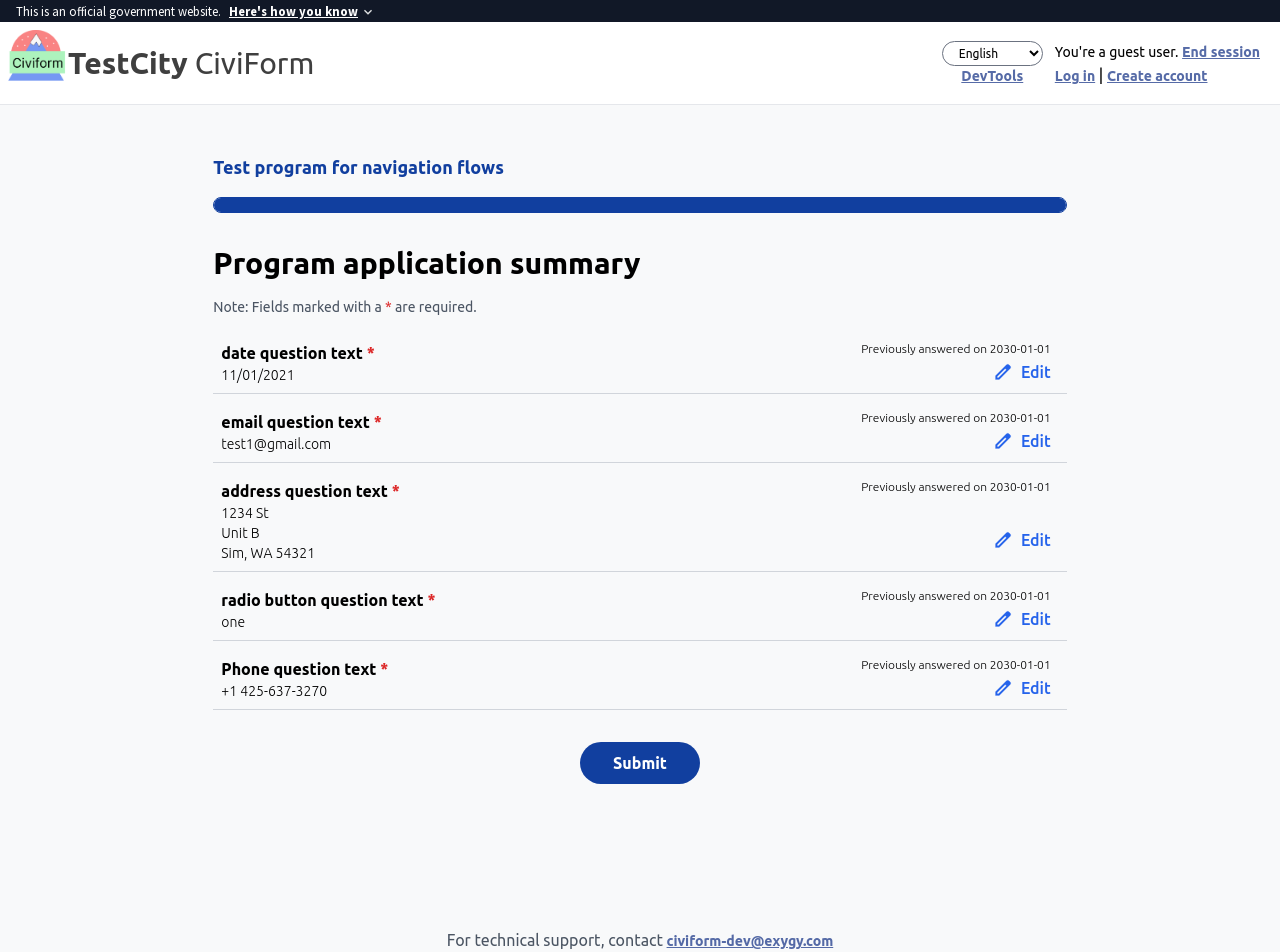 This is an official government website. Here's how you know
Civiform
TestCity CiviForm
English
DevTools
You're a guest user. End session
Log in | Create account
Test program for navigation flows
Program application summary
Note: Fields marked with a * are required.
date question text *
11/01/2021
Previously answered on 2030-01-01
Edit
email question text *
test1@gmail.com
Previously answered on 2030-01-01
Edit
address question text *
1234 St
Unit B
Sim, WA 54321
Previously answered on 2030-01-01
Edit
radio button question text *
one
Previously answered on 2030-01-01
Edit
Phone question text *
+1 425-637-3270
Previously answered on 2030-01-01
Edit
Submit
For technical support, contact civiform-dev@exygy.com